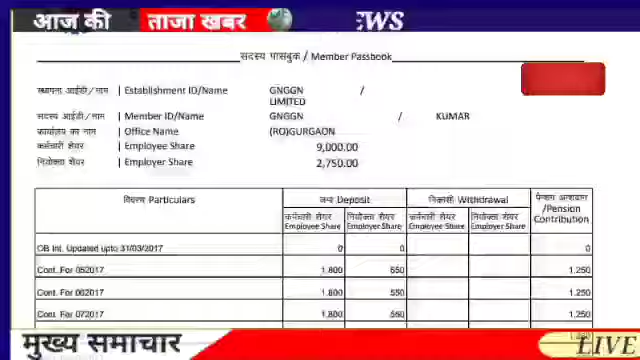 आज की ताजा खबर EWS
सदस्य पासबुक / Member Passbook
स्थापना आईडी/नाम | Establishment ID/Name GNGGN /
LIMITED
सदस्य आईडी/नाम | Member ID/Name GNGGN / KUMAR
कार्यालय का नाम | Office Name (RO)GURGAON
कर्मचारी शेयर | Employee Share 9,000.00
नियोक्ता शेयर | Employer Share 2,750.00
विवरण Particulars जमा Deposit निकासी Withdrawal पेन्शन अंशदान /Pension Contribution
कर्मचारी शेयर Employee Share नियोक्ता शेयर Employer Share कर्मचारी शेयर Employee Share नियोक्ता शेयर Employer Share
OB Int. Updated upto 31/03/2017 0 0 0
Cont. For 052017 1,800 550 1,250
Cont. For 062017 1,800 550 1,250
Cont. For 072017 1,800 550 1,250
मुख्य समाचार LIVE